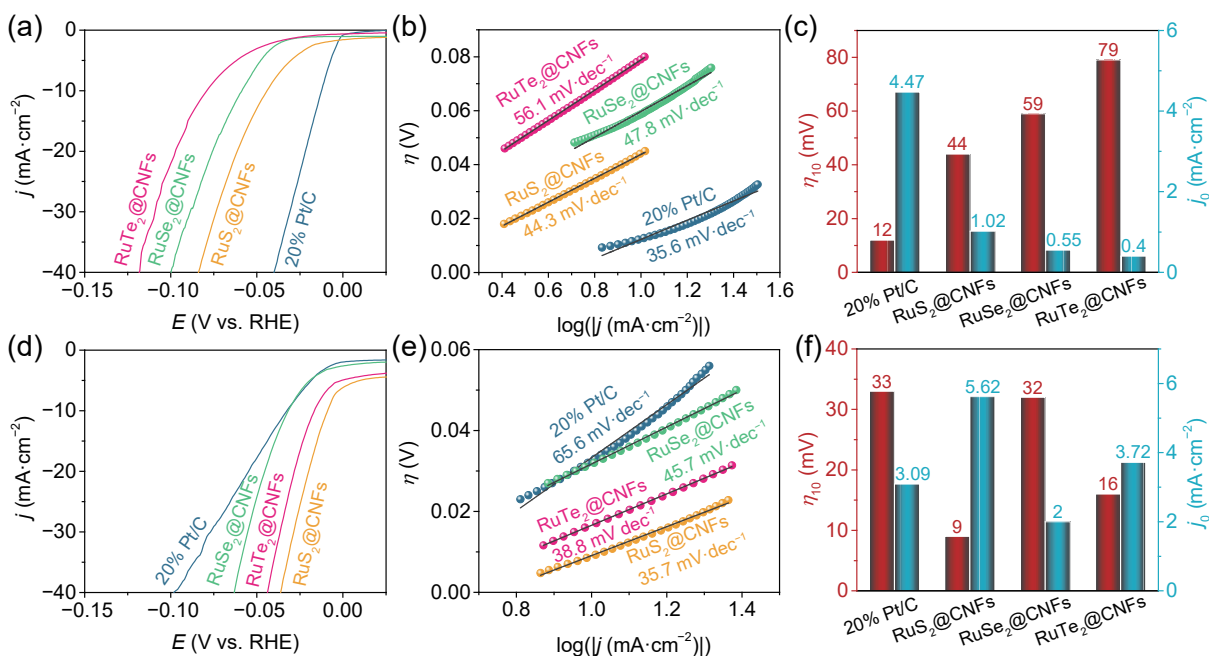 (a)
0
−10
−20
−30
−40
j (mA·cm⁻²)
RuTe₂@CNFs
RuSe₂@CNFs
RuS₂@CNFs
20% Pt/C
−0.15
−0.10
−0.05
0.00
E (V vs. RHE)
(b)
0.08
0.06
0.04
0.02
0.00
η (V)
RuTe₂@CNFs
56.1 mV·dec⁻¹
RuSe₂@CNFs
47.8 mV·dec⁻¹
RuS₂@CNFs
44.3 mV·dec⁻¹
20% Pt/C
35.6 mV·dec⁻¹
0.4
0.6
0.8
1.0
1.2
1.4
1.6
log(|j (mA·cm⁻²)|)
(c)
80
60
40
20
0
η₁₀ (mV)
12
4.47
44
1.02
59
0.55
79
0.4
6
4
2
0
j₀ (mA·cm⁻²)
20% Pt/C
RuS₂@CNFs
RuSe₂@CNFs
RuTe₂@CNFs
(d)
0
−10
−20
−30
−40
j (mA·cm⁻²)
20% Pt/C
RuSe₂@CNFs
RuTe₂@CNFs
RuS₂@CNFs
−0.15
−0.10
−0.05
0.00
E (V vs. RHE)
(e)
0.06
0.04
0.02
0.00
η (V)
20% Pt/C
65.6 mV·dec⁻¹
RuSe₂@CNFs
45.7 mV·dec⁻¹
RuTe₂@CNFs
38.8 mV dec⁻¹
RuS₂@CNFs
35.7 mV·dec⁻¹
0.8
1.0
1.2
1.4
log(|j (mA·cm⁻²)|)
(f)
40
30
20
10
0
η₁₀ (mV)
33
3.09
9
5.62
32
2
16
3.72
6
4
2
0
j₀ (mA·cm⁻²)
20% Pt/C
RuS₂@CNFs
RuSe₂@CNFs
RuTe₂@CNFs